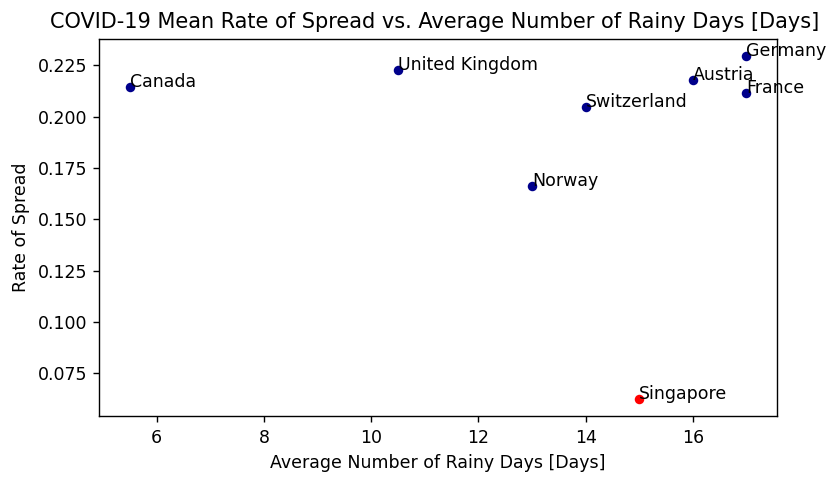 COVID-19 Mean Rate of Spread vs. Average Number of Rainy Days [Days]
Germany
0.225
United Kingdom
Austria
Canada
France
Switzerland
0.200
0.175
Norway
0.150
0.125
0.100
0.075
Singapore
6 8 10 12 14 16
Rate of Spread
Average Number of Rainy Days [Days]